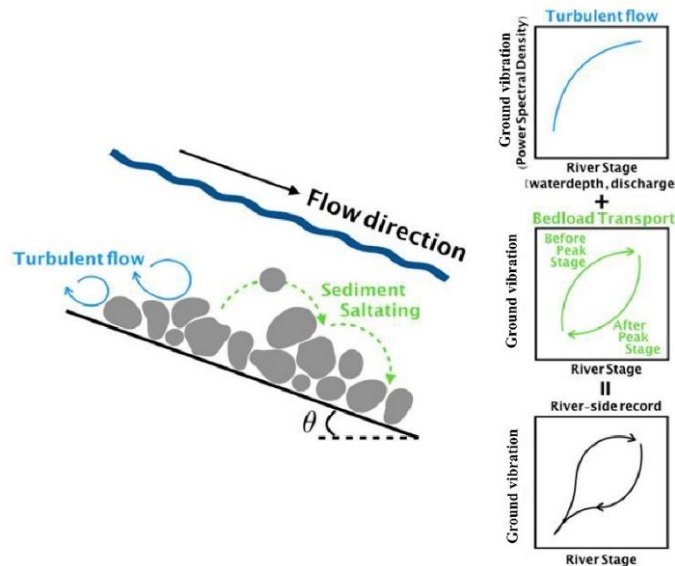 Turbulent flow
Ground vibration
(Power Spectral Density)
River Stage
(waterdepth, discharge
+
Bedload Transport
Before
Peak
Stage
After
Peak
Stage
Ground vibration
River Stage
=
River-side record
Ground vibration
River Stage
Flow direction
Turbulent flow
Sediment
Saltating
θ